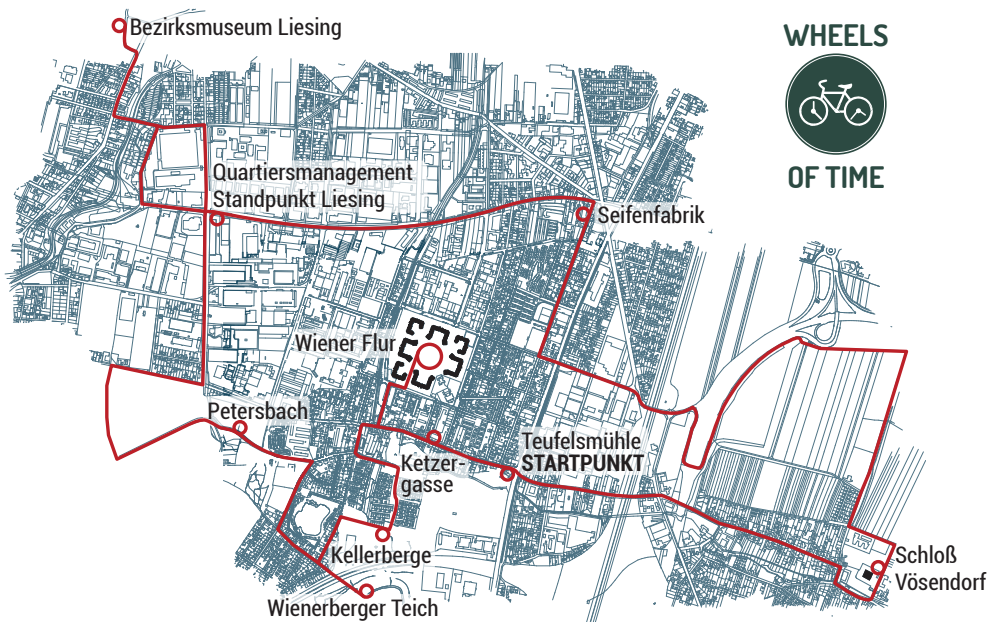 Bezirksmuseum Liesing
WHEELS
OF TIME
Quartiersmanagement
Standpunkt Liesing
Seifenfabrik
Wiener Flur
Petersbach
Ketzer-
gasse
Teufelsmühle
STARTPUNKT
Kellerberge
Wienerberger Teich
Schloß
Vösendorf